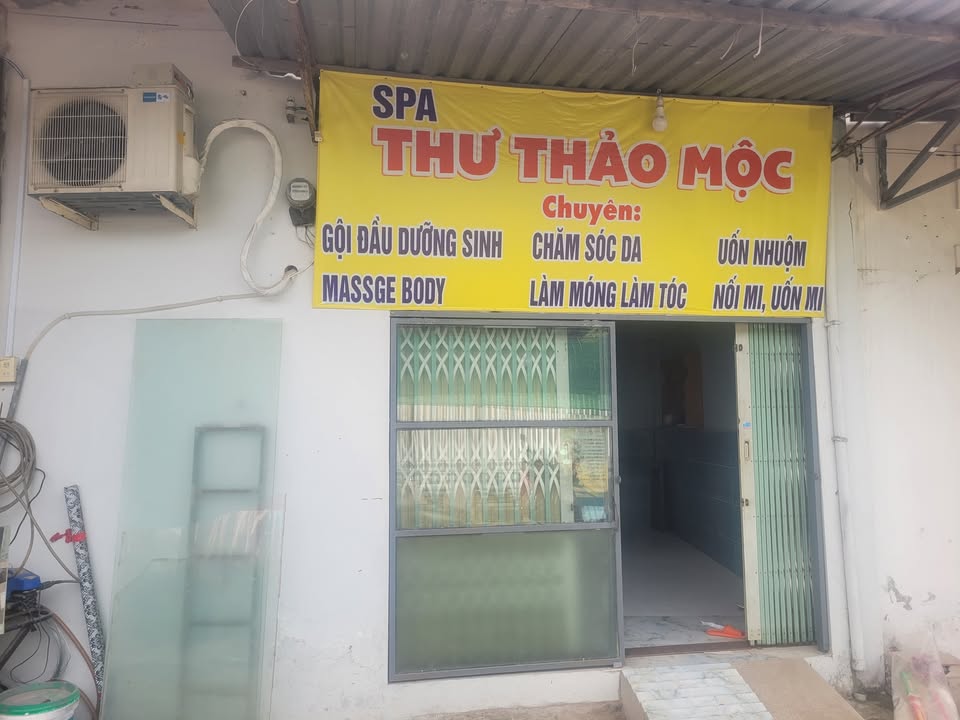 SPA
THƯ THẢO MỘC
Chuyên:
GỘI ĐẦU DƯỠNG SINH CHĂM SÓC DA UỐN NHUỘM
MASSGE BODY LÀM MÓNG LÀM TÓC NỐI MI, UỐN MI